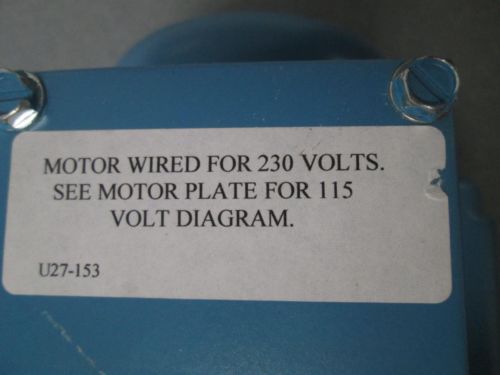 MOTOR WIRED FOR 230 VOLTS.
SEE MOTOR PLATE FOR 115
VOLT DIAGRAM.
U27-153